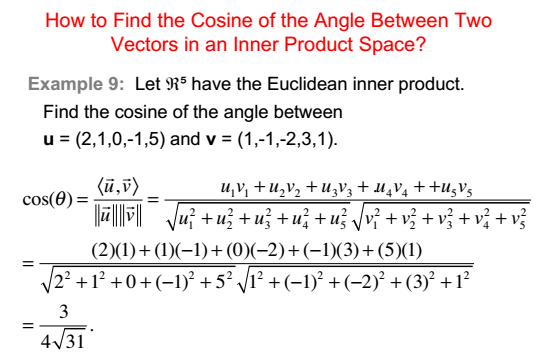 How to Find the Cosine of the Angle Between Two
Vectors in an Inner Product Space?
Example 9: Let ℜ⁵ have the Euclidean inner product.
Find the cosine of the angle between
u = (2,1,0,-1,5) and v = (1,-1,-2,3,1).
cos(θ) = ⟨u⃗,v⃗⟩ / ‖u⃗‖‖v⃗‖ = (u₁v₁ + u₂v₂ + u₃v₃ + u₄v₄ + +u₅v₅) / (√(u₁² + u₂² + u₃² + u₄² + u₅²) √(v₁² + v₂² + v₃² + v₄² + v₅²))
= ((2)(1) + (1)(−1) + (0)(−2) + (−1)(3) + (5)(1)) / (√(2² + 1² + 0 + (−1)² + 5²) √(1² + (−1)² + (−2)² + (3)² + 1²))
= 3 / (4√31).